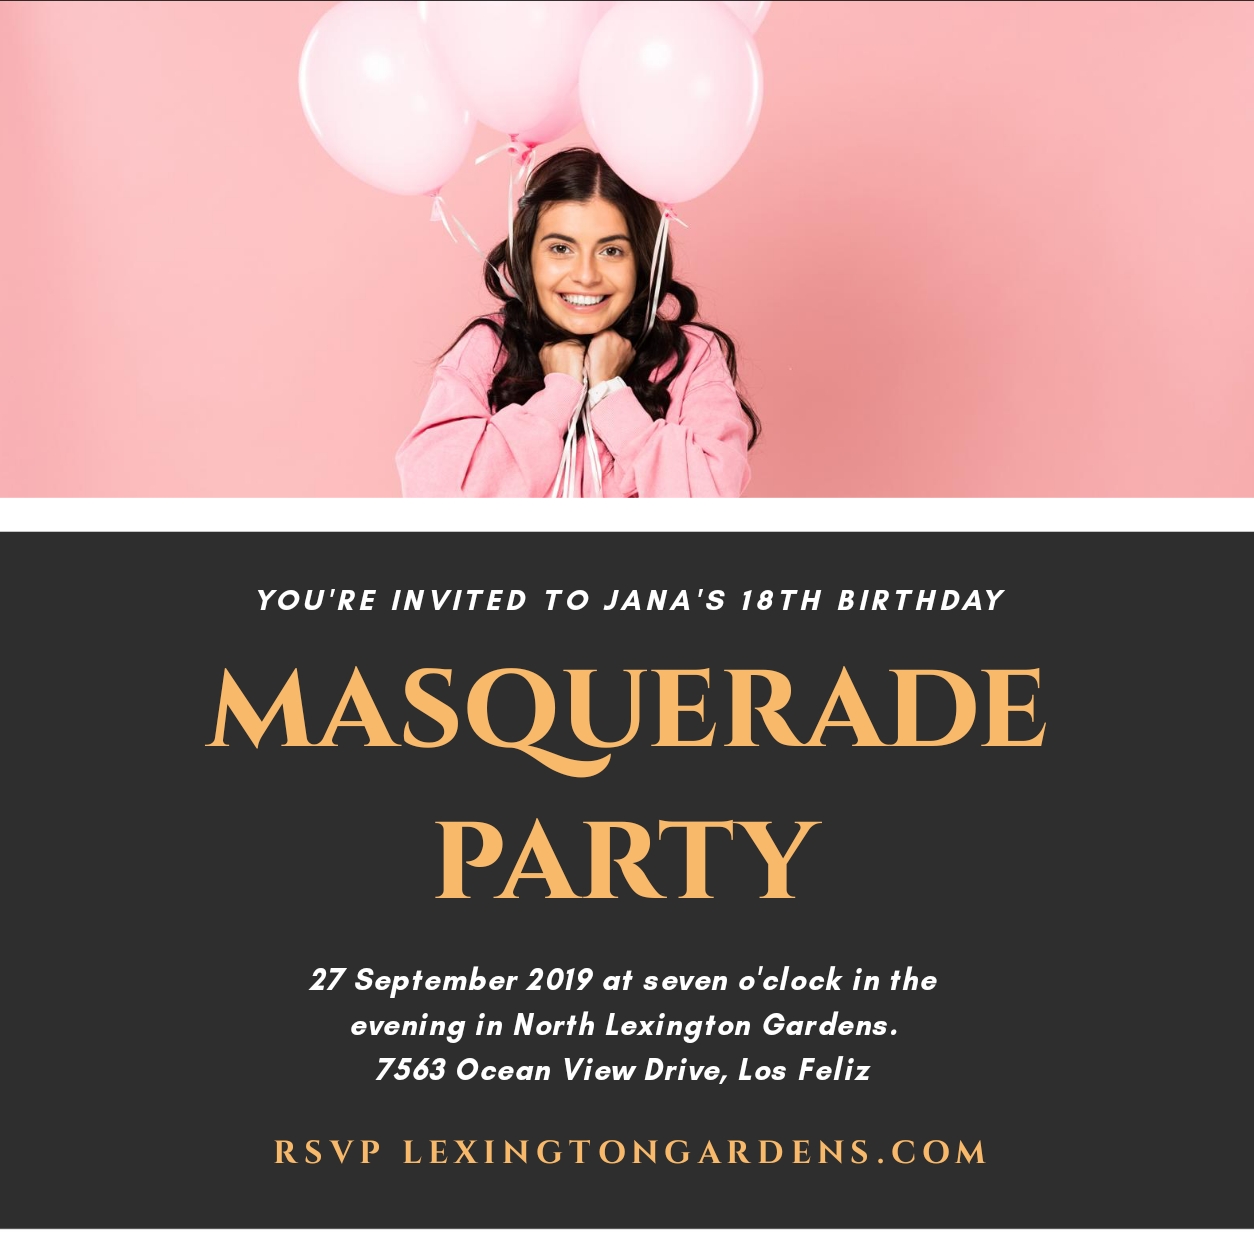 YOU'RE INVITED TO JANA'S 18TH BIRTHDAY
MASQUERADE
PARTY
27 September 2019 at seven o'clock in the
evening in North Lexington Gardens.
7563 Ocean View Drive, Los Feliz
RSVP LEXINGTONGARDENS.COM